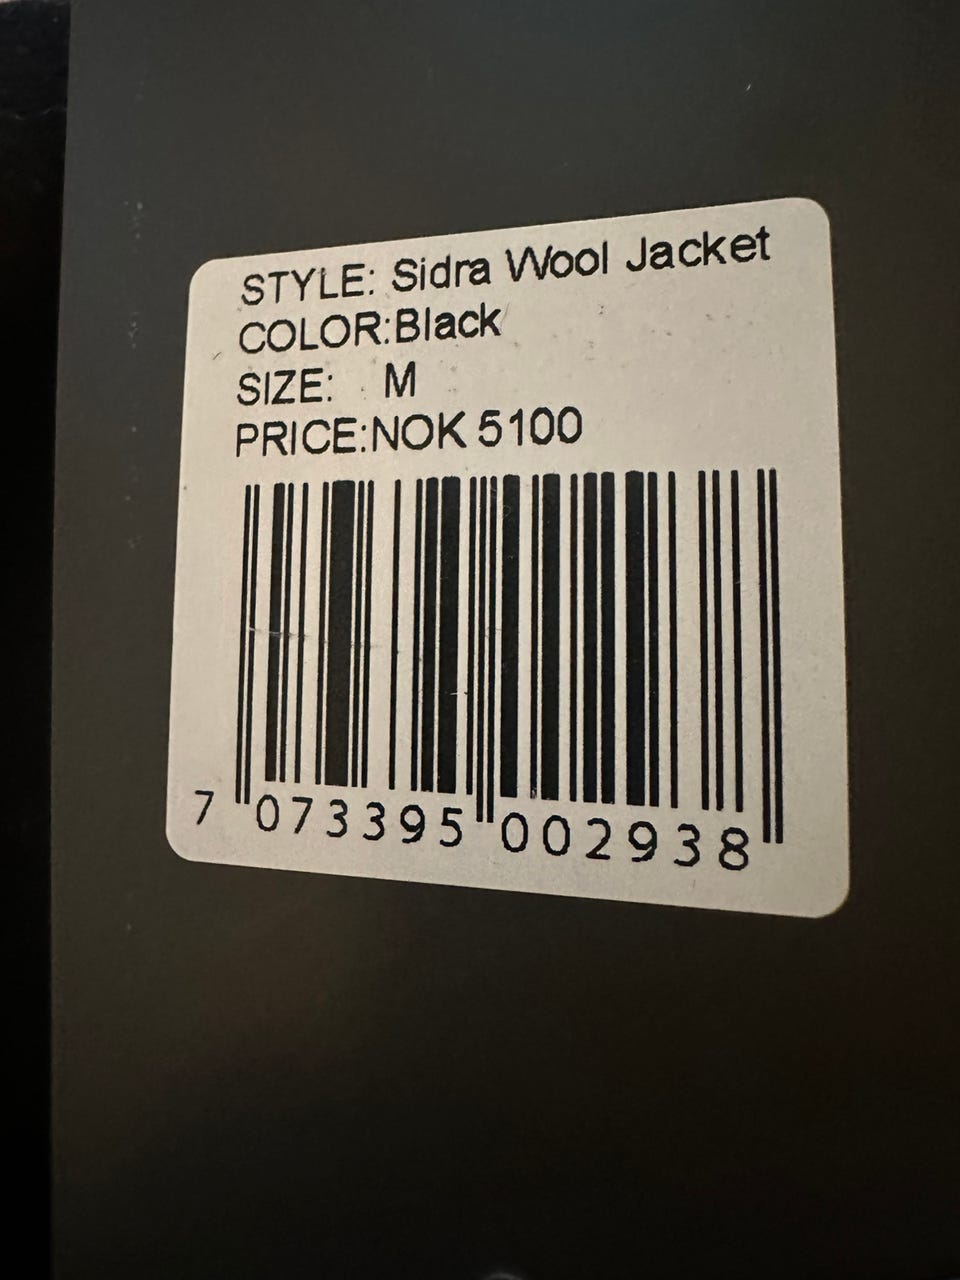 STYLE: Sidra Wool Jacket
COLOR:Black
SIZE: M
PRICE:NOK 5100
7 073395 002938